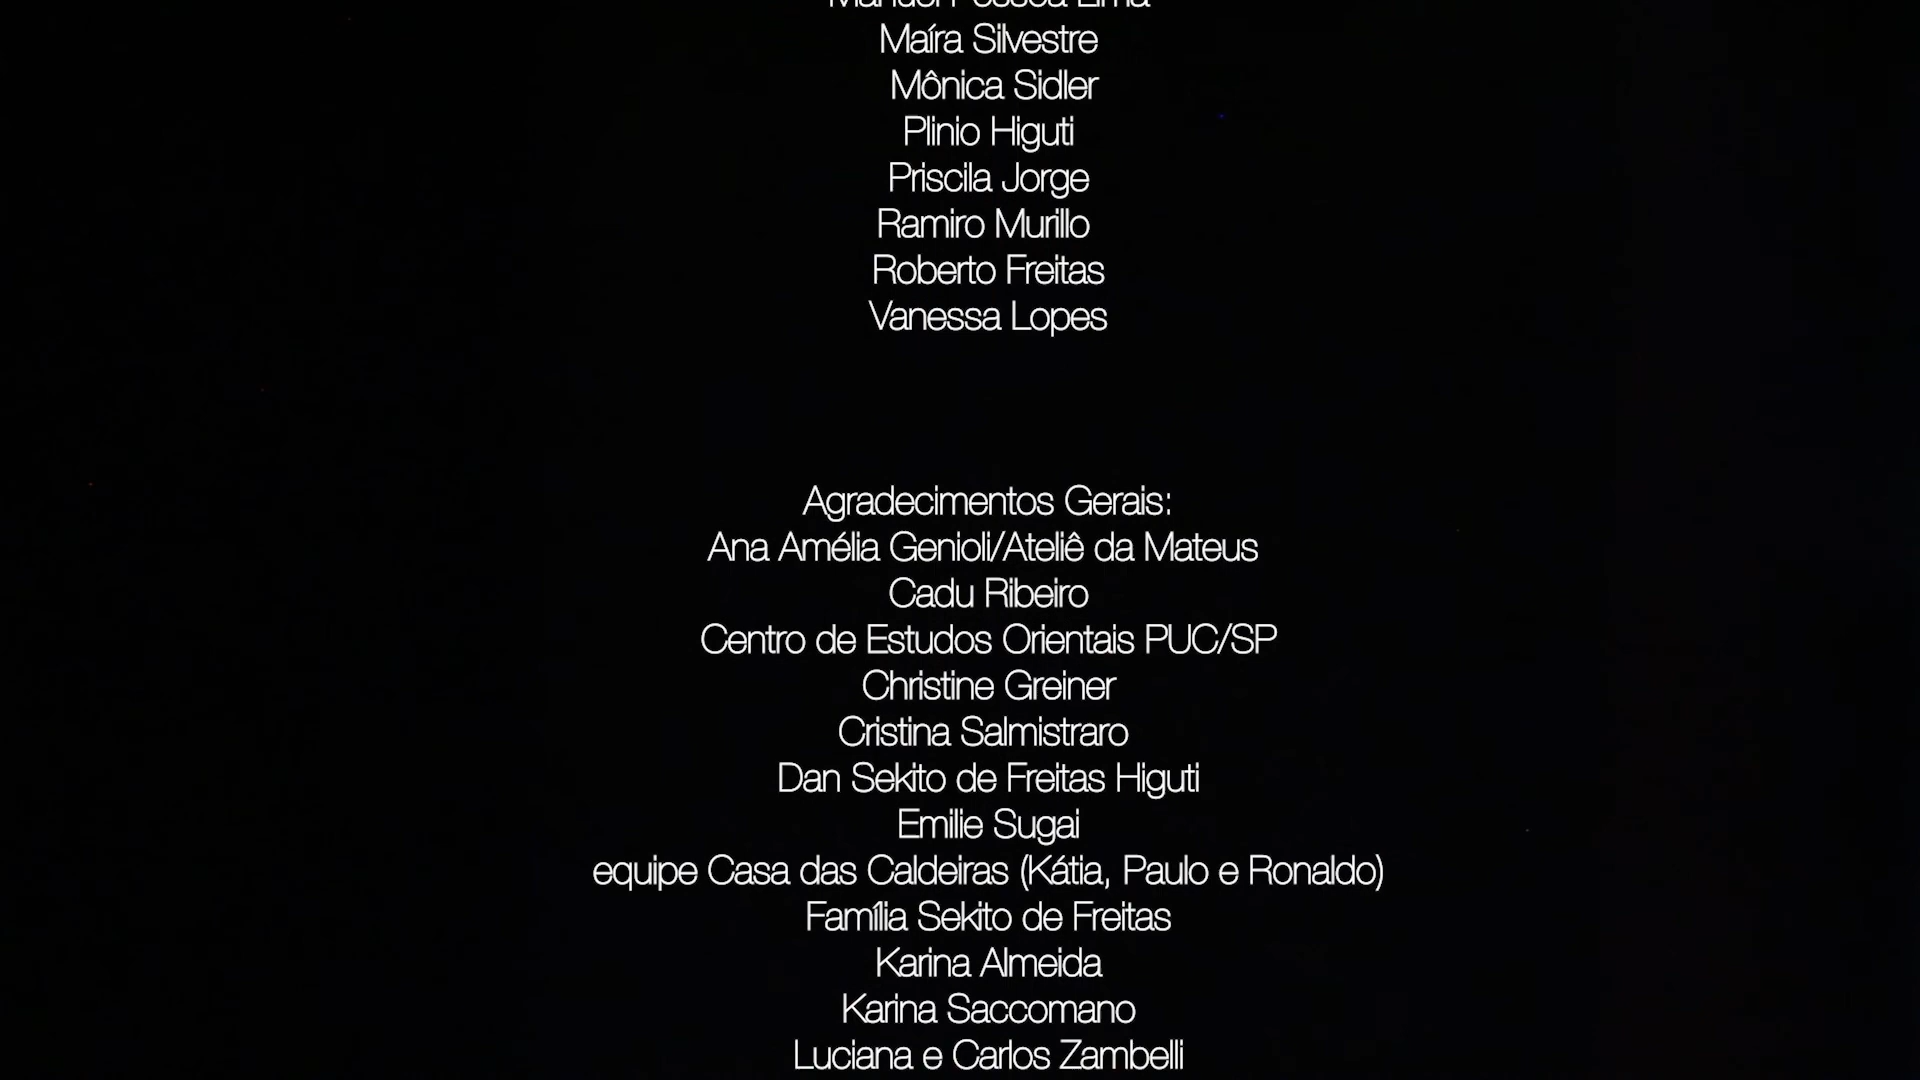 Maíra Silvestre
Mônica Sidler
Plinio Higuti
Priscila Jorge
Ramiro Murillo
Roberto Freitas
Vanessa Lopes
Agradecimentos Gerais:
Ana Amélia Genioli/Ateliê da Mateus
Cadu Ribeiro
Centro de Estudos Orientais PUC/SP
Christine Greiner
Cristina Salmistraro
Dan Sekito de Freitas Higuti
Emilie Sugai
equipe Casa das Caldeiras (Kátia, Paulo e Ronaldo)
Família Sekito de Freitas
Karina Almeida
Karina Saccomano
Luciana e Carlos Zambelli